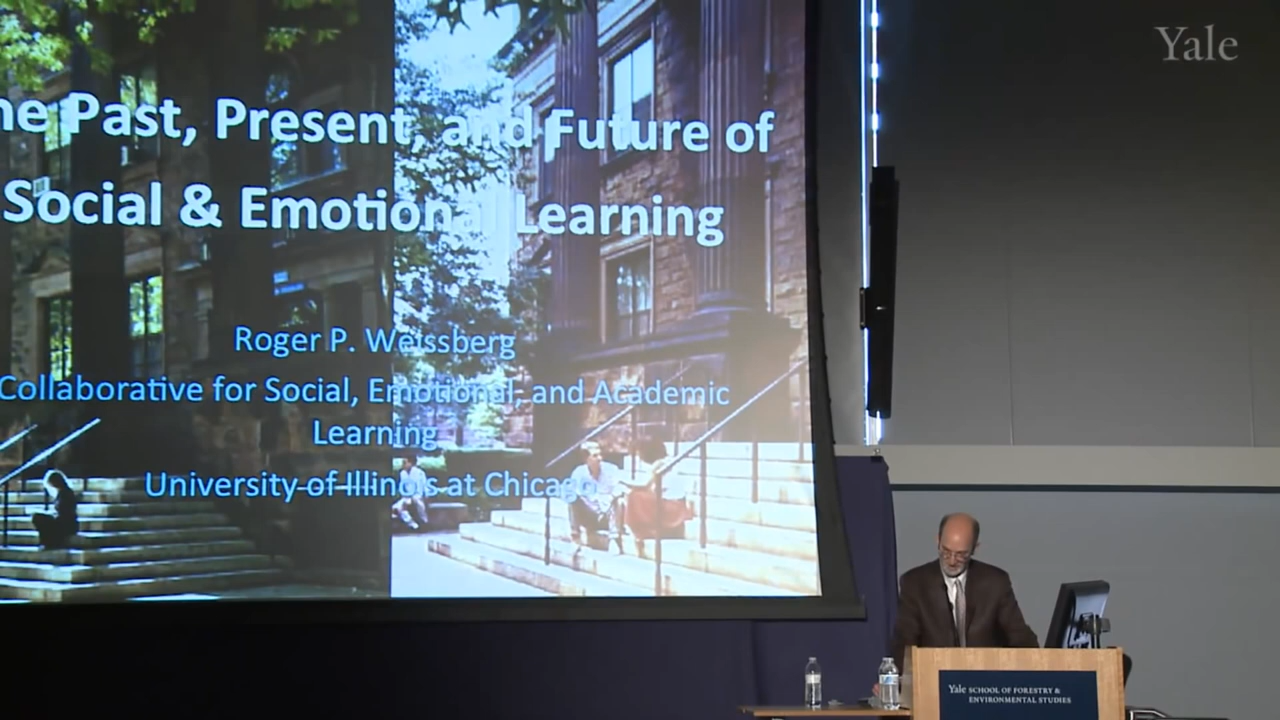 Yale
he Past, Present, and Future of
Social & Emotional Learning
Roger P. Weissberg
Collaborative for Social, Emotional, and Academic
Learning
University of Illinois at Chicago
Yale SCHOOL OF FORESTRY &
ENVIRONMENTAL STUDIES